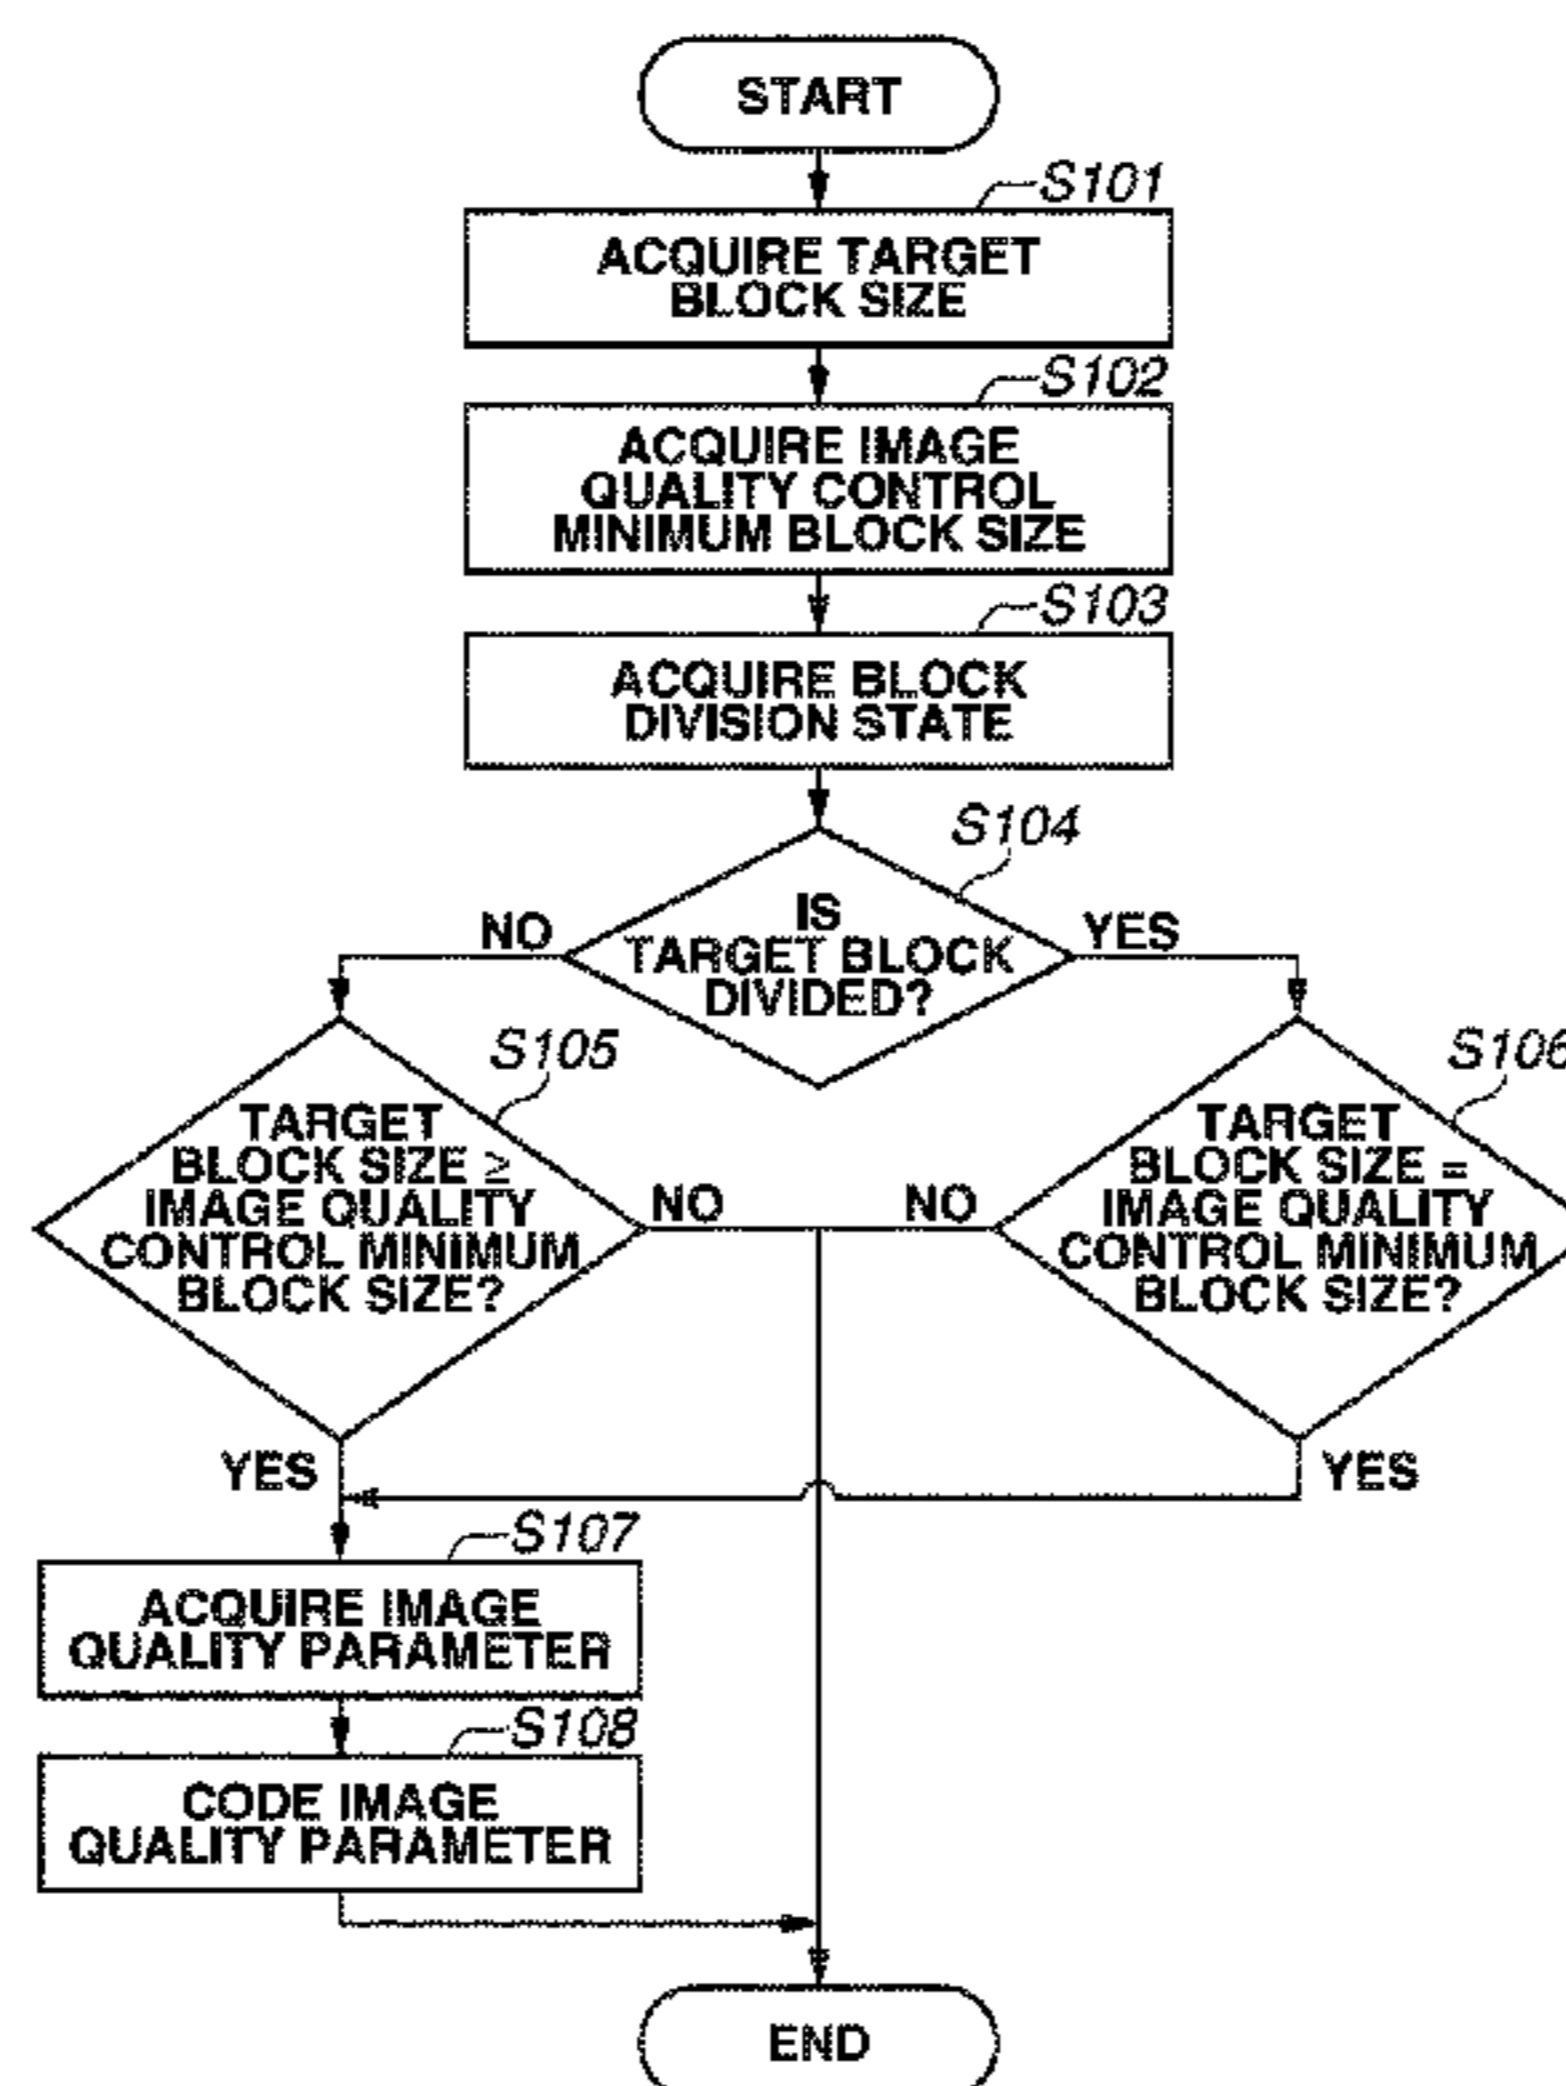 START
S101
ACQUIRE TARGET
BLOCK SIZE
S102
ACQUIRE IMAGE
QUALITY CONTROL
MINIMUM BLOCK SIZE
S103
ACQUIRE BLOCK
DIVISION STATE
S104
IS
TARGET BLOCK
DIVIDED?
NO
YES
S105
TARGET
BLOCK SIZE ≥
IMAGE QUALITY
CONTROL MINIMUM
BLOCK SIZE?
NO
YES
S106
TARGET
BLOCK SIZE =
IMAGE QUALITY
CONTROL MINIMUM
BLOCK SIZE?
NO
YES
S107
ACQUIRE IMAGE
QUALITY PARAMETER
S108
CODE IMAGE
QUALITY PARAMETER
END